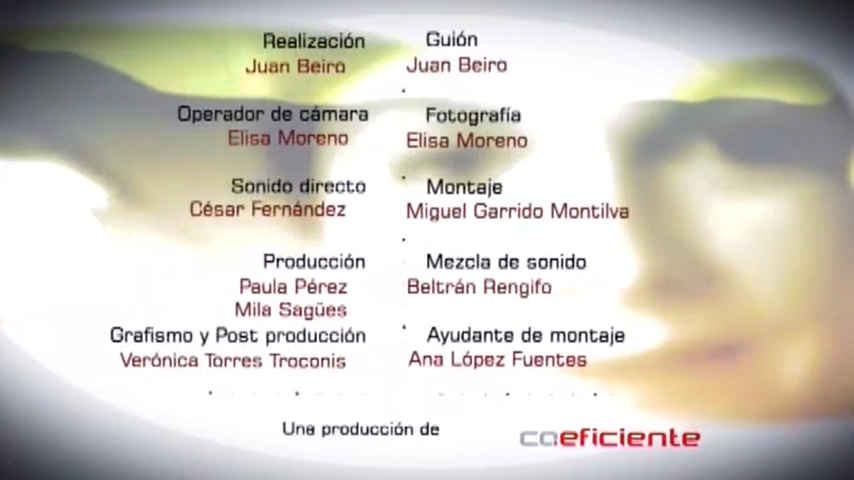 Realización
Juan Beiro
Guión
Juan Beiro
Operador de cámara
Elisa Moreno
Fotografía
Elisa Moreno
Sonido directo
César Fernández
Montaje
Miguel Garrido Montilva
Producción
Paula Pérez
Mila Sagües
Mezcla de sonido
Beltrán Rengifo
Grafismo y Post producción
Verónica Torres Troconis
Ayudante de montaje
Ana López Fuentes
Una producción de
coeficiente